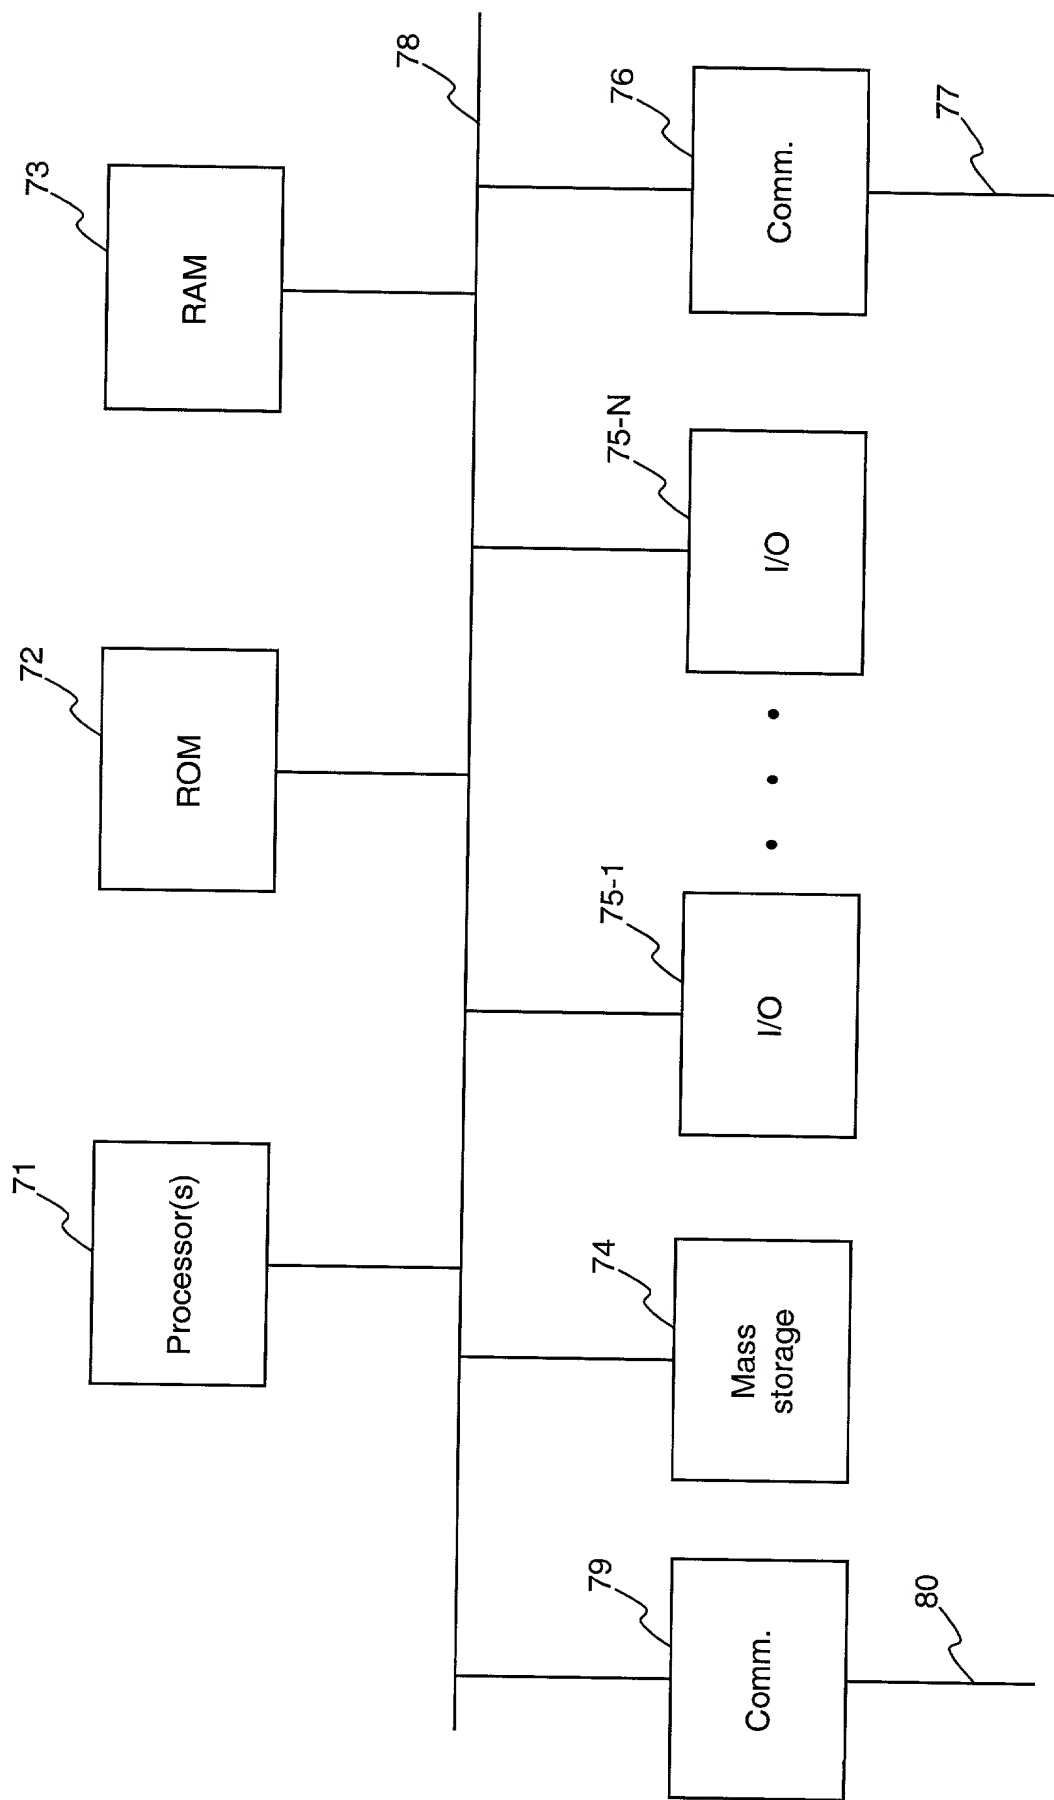 71
Processor(s)
72
ROM
73
RAM
78
79
Comm.
80
74
Mass
storage
75-1
I/O
75-N
I/O
76
Comm.
77